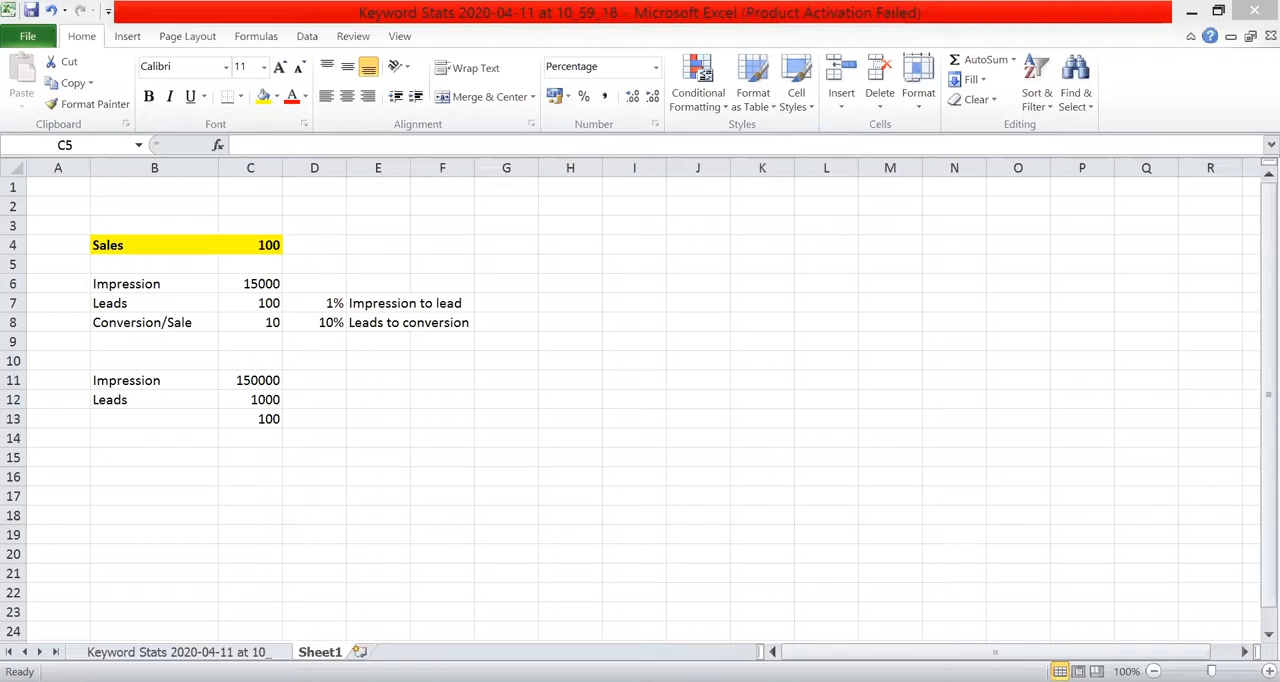 Keyword Stats 2020-04-11 at 10_59_18 - Microsoft Excel (Product Activation Failed)
File Home Insert Page Layout Formulas Data Review View
Paste Cut Copy Format Painter Clipboard
Calibri 11 A A B I U A Font
Wrap Text Merge & Center Alignment
Percentage % , .0 .00 .00 .0 Number
Conditional Formatting Format as Table Cell Styles Styles
Insert Delete Format Cells
Σ AutoSum Fill Clear Sort & Filter Find & Select Editing
C5 fx
A B C D E F G H I J K L M N O P Q R
1
2
3
4 Sales 100
5
6 Impression 15000
7 Leads 100 1% Impression to lead
8 Conversion/Sale 10 10% Leads to conversion
9
10
11 Impression 150000
12 Leads 1000
13 100
14
15
16
17
18
19
20
21
22
23
24
Keyword Stats 2020-04-11 at 10_ Sheet1
Ready 100%